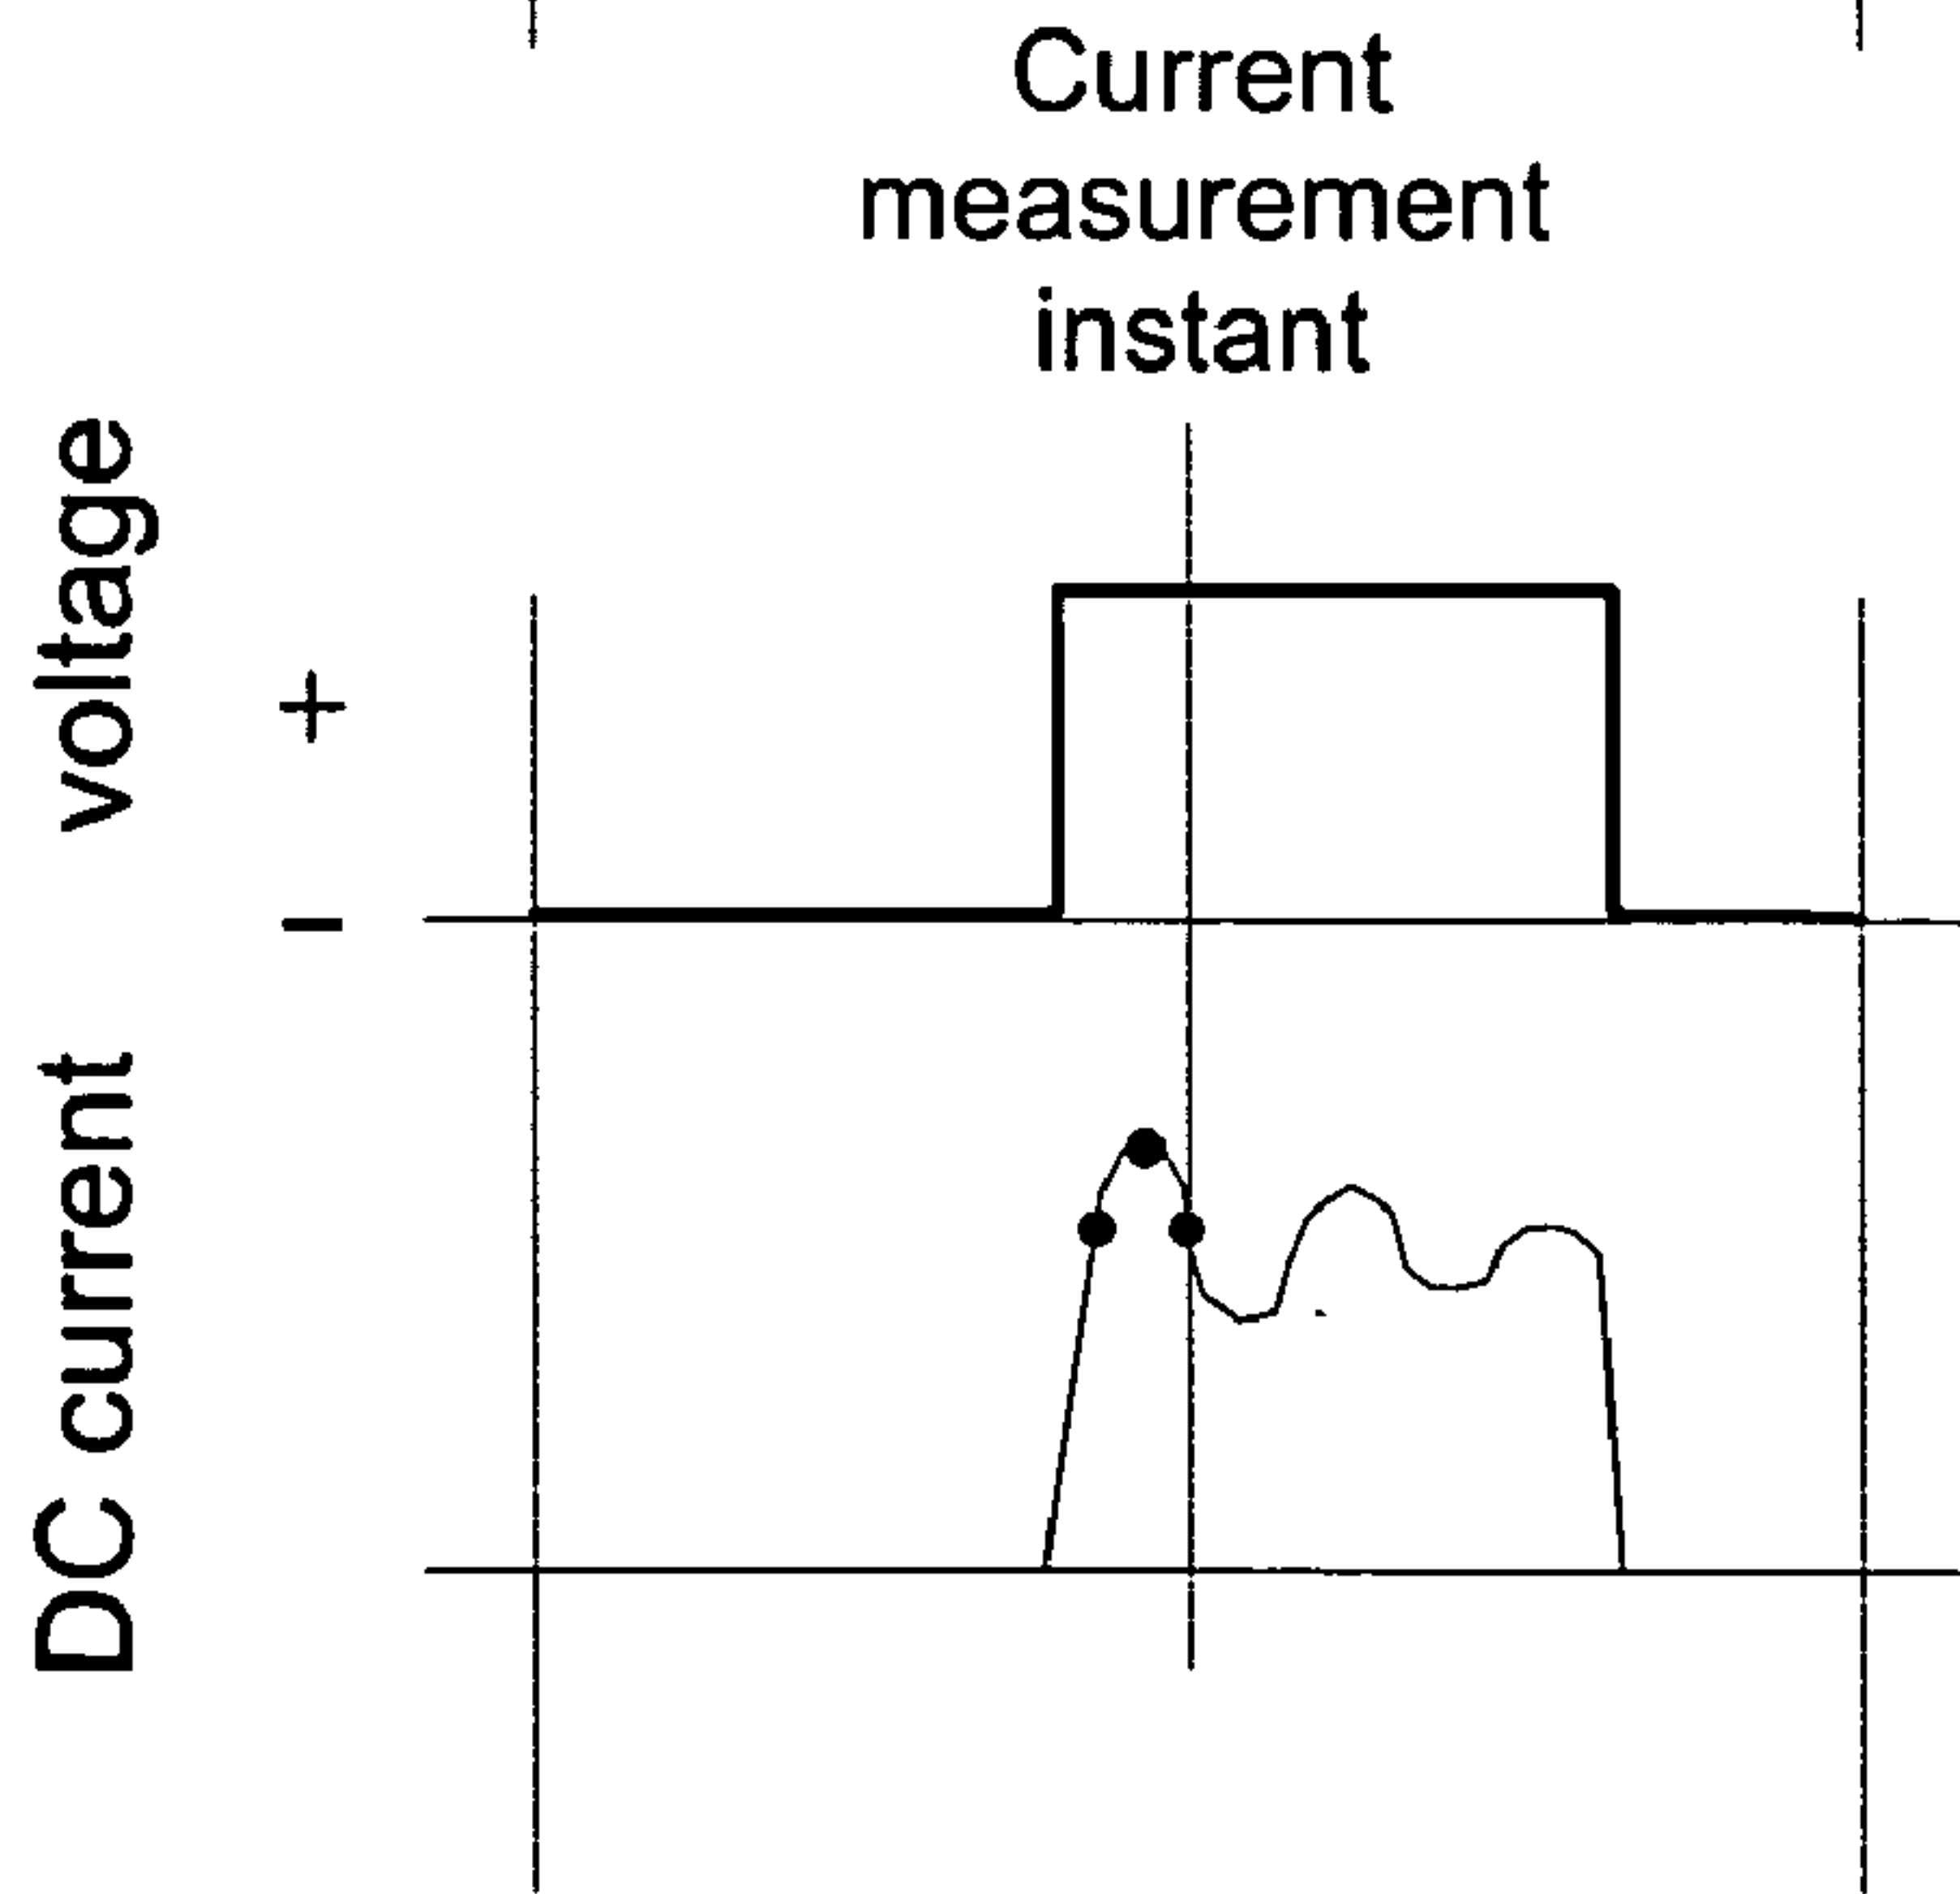 Current
measurement
instant
voltage
+
-
DC current